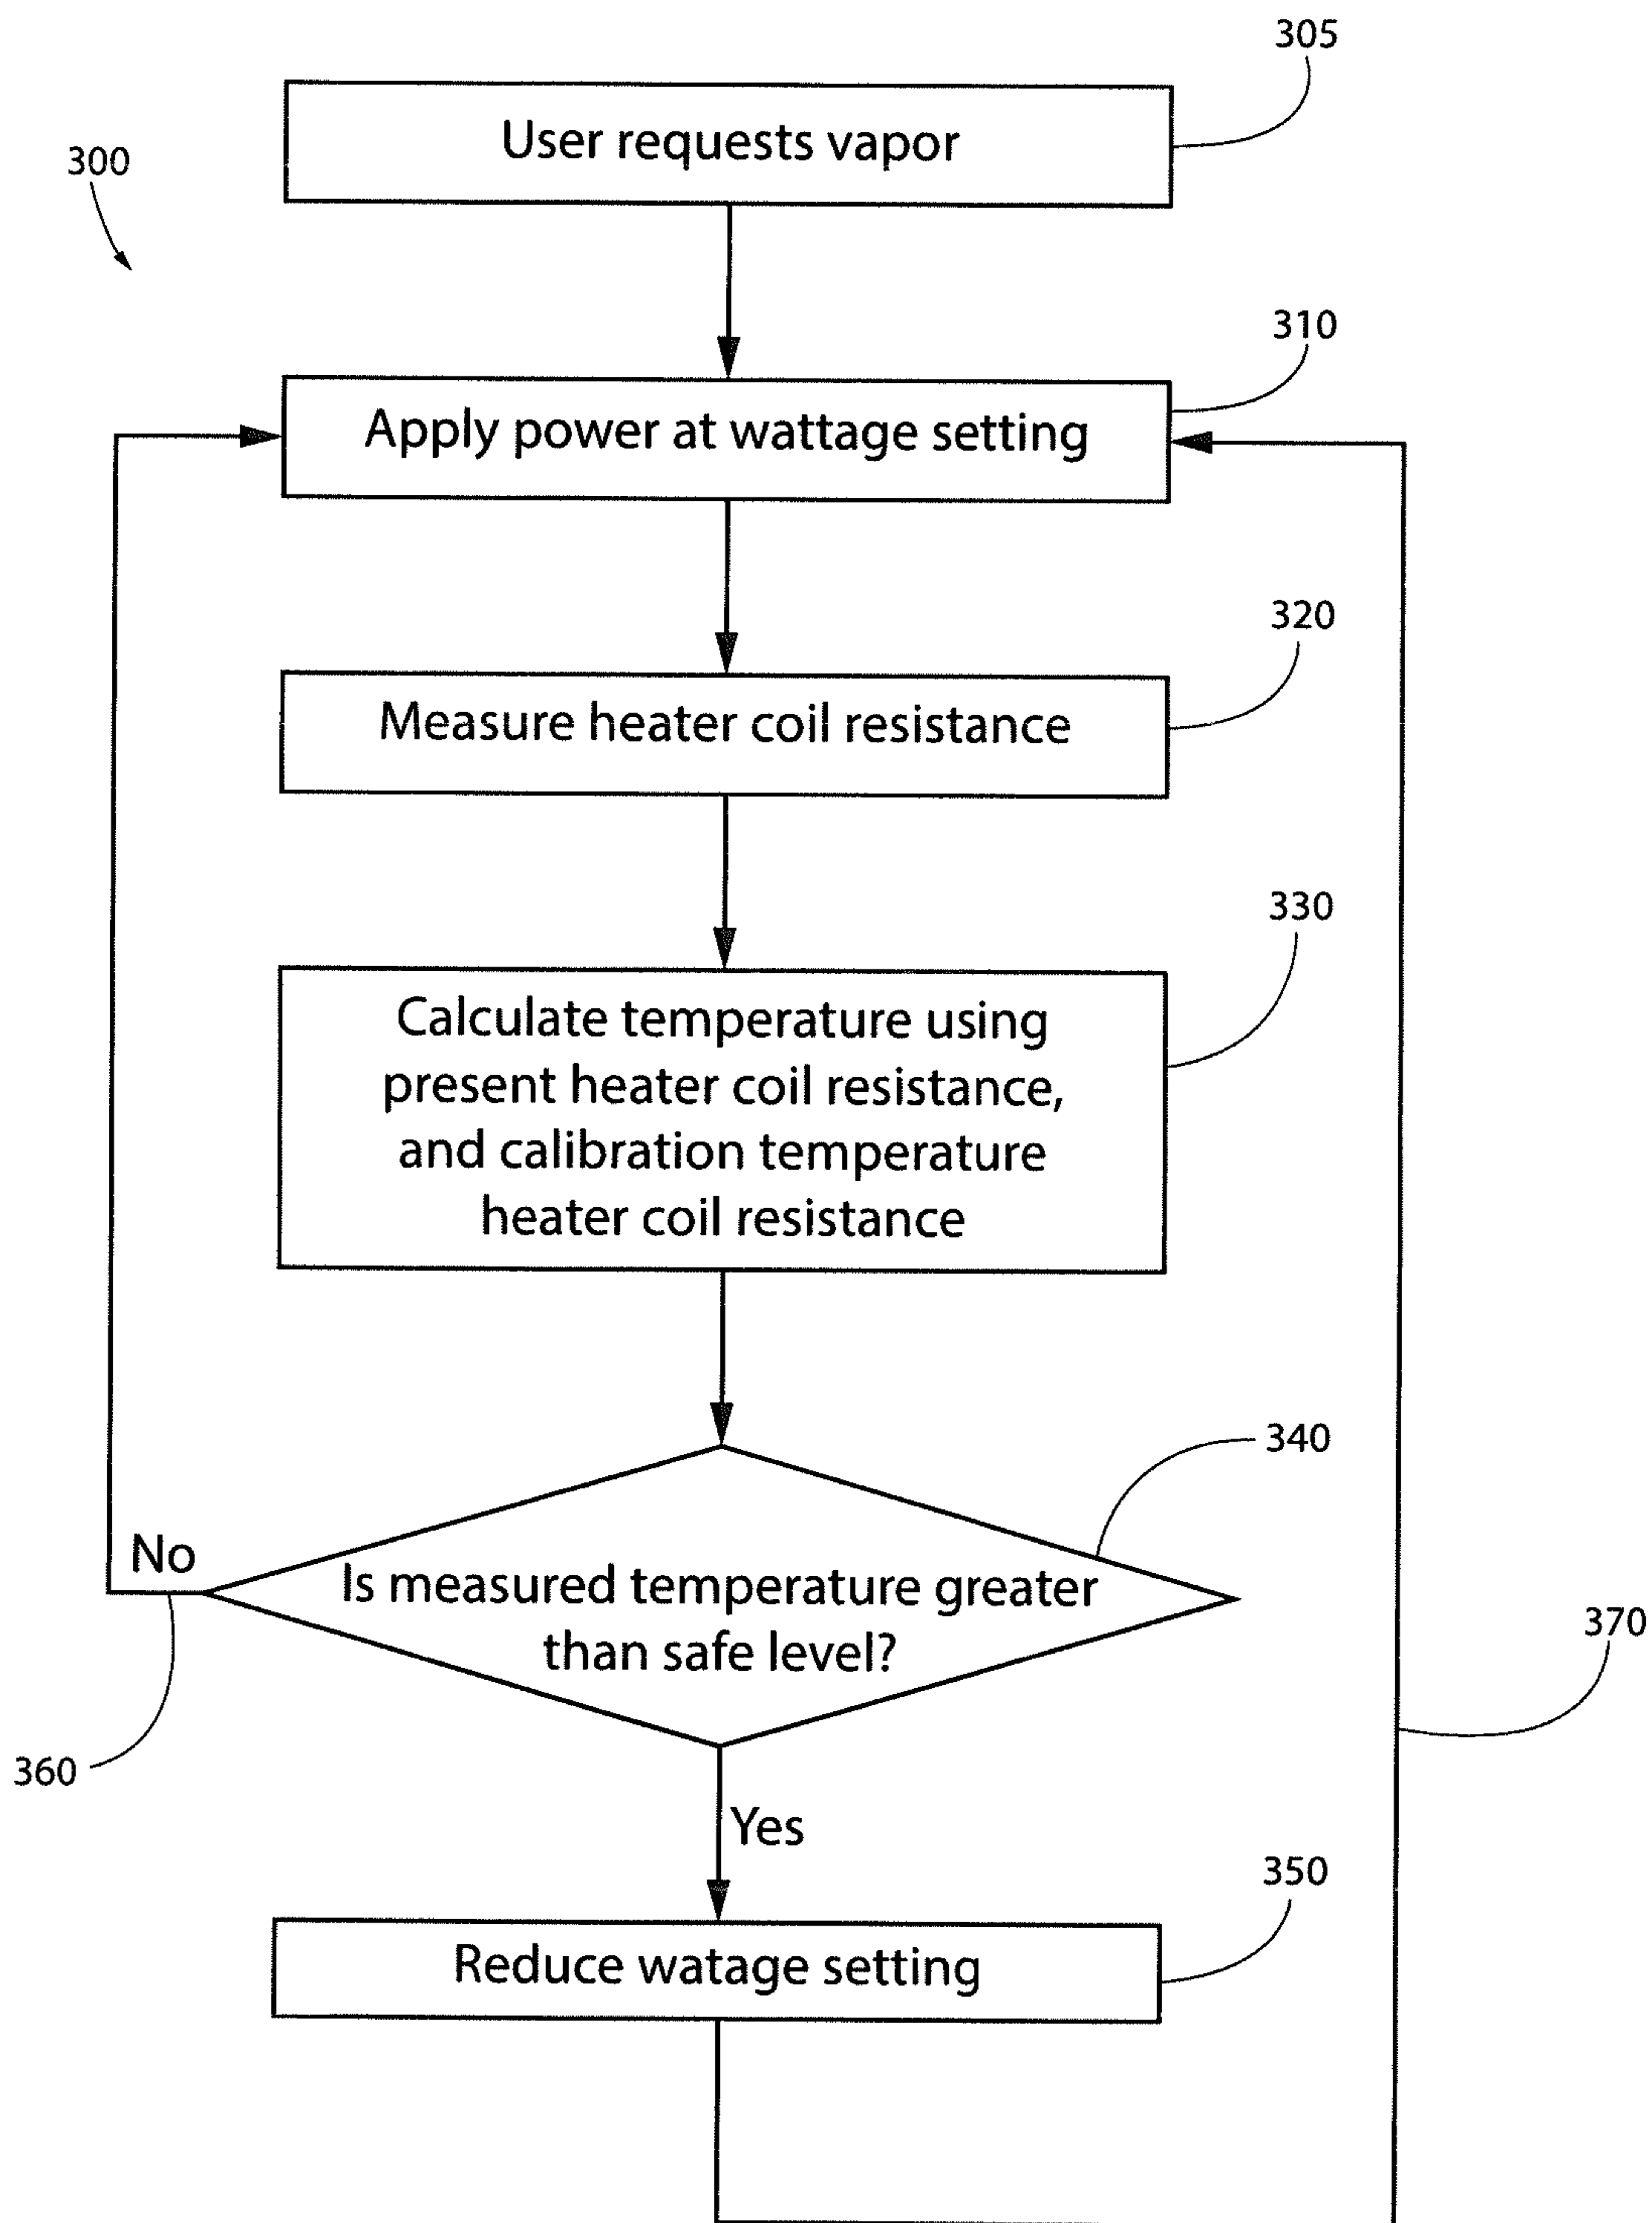 305
User requests vapor
300
310
Apply power at wattage setting
320
Measure heater coil resistance
330
Calculate temperature using
present heater coil resistance,
and calibration temperature
heater coil resistance
340
No
Is measured temperature greater
than safe level?
370
360
Yes
350
Reduce watage setting